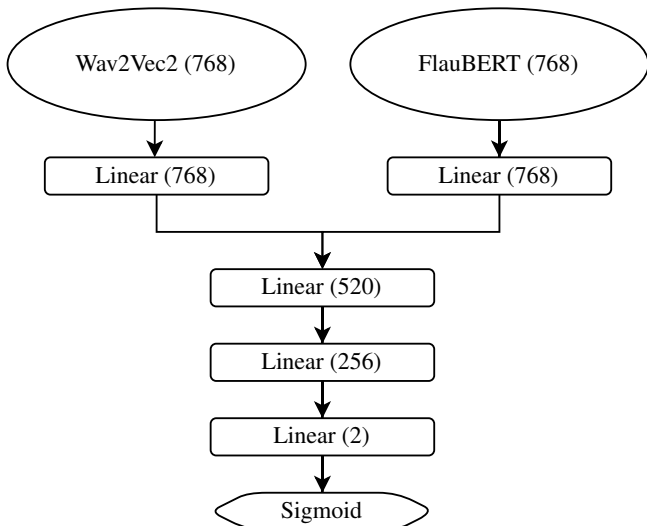 Wav2Vec2 (768)
FlauBERT (768)
Linear (768)
Linear (768)
Linear (520)
Linear (256)
Linear (2)
Sigmoid